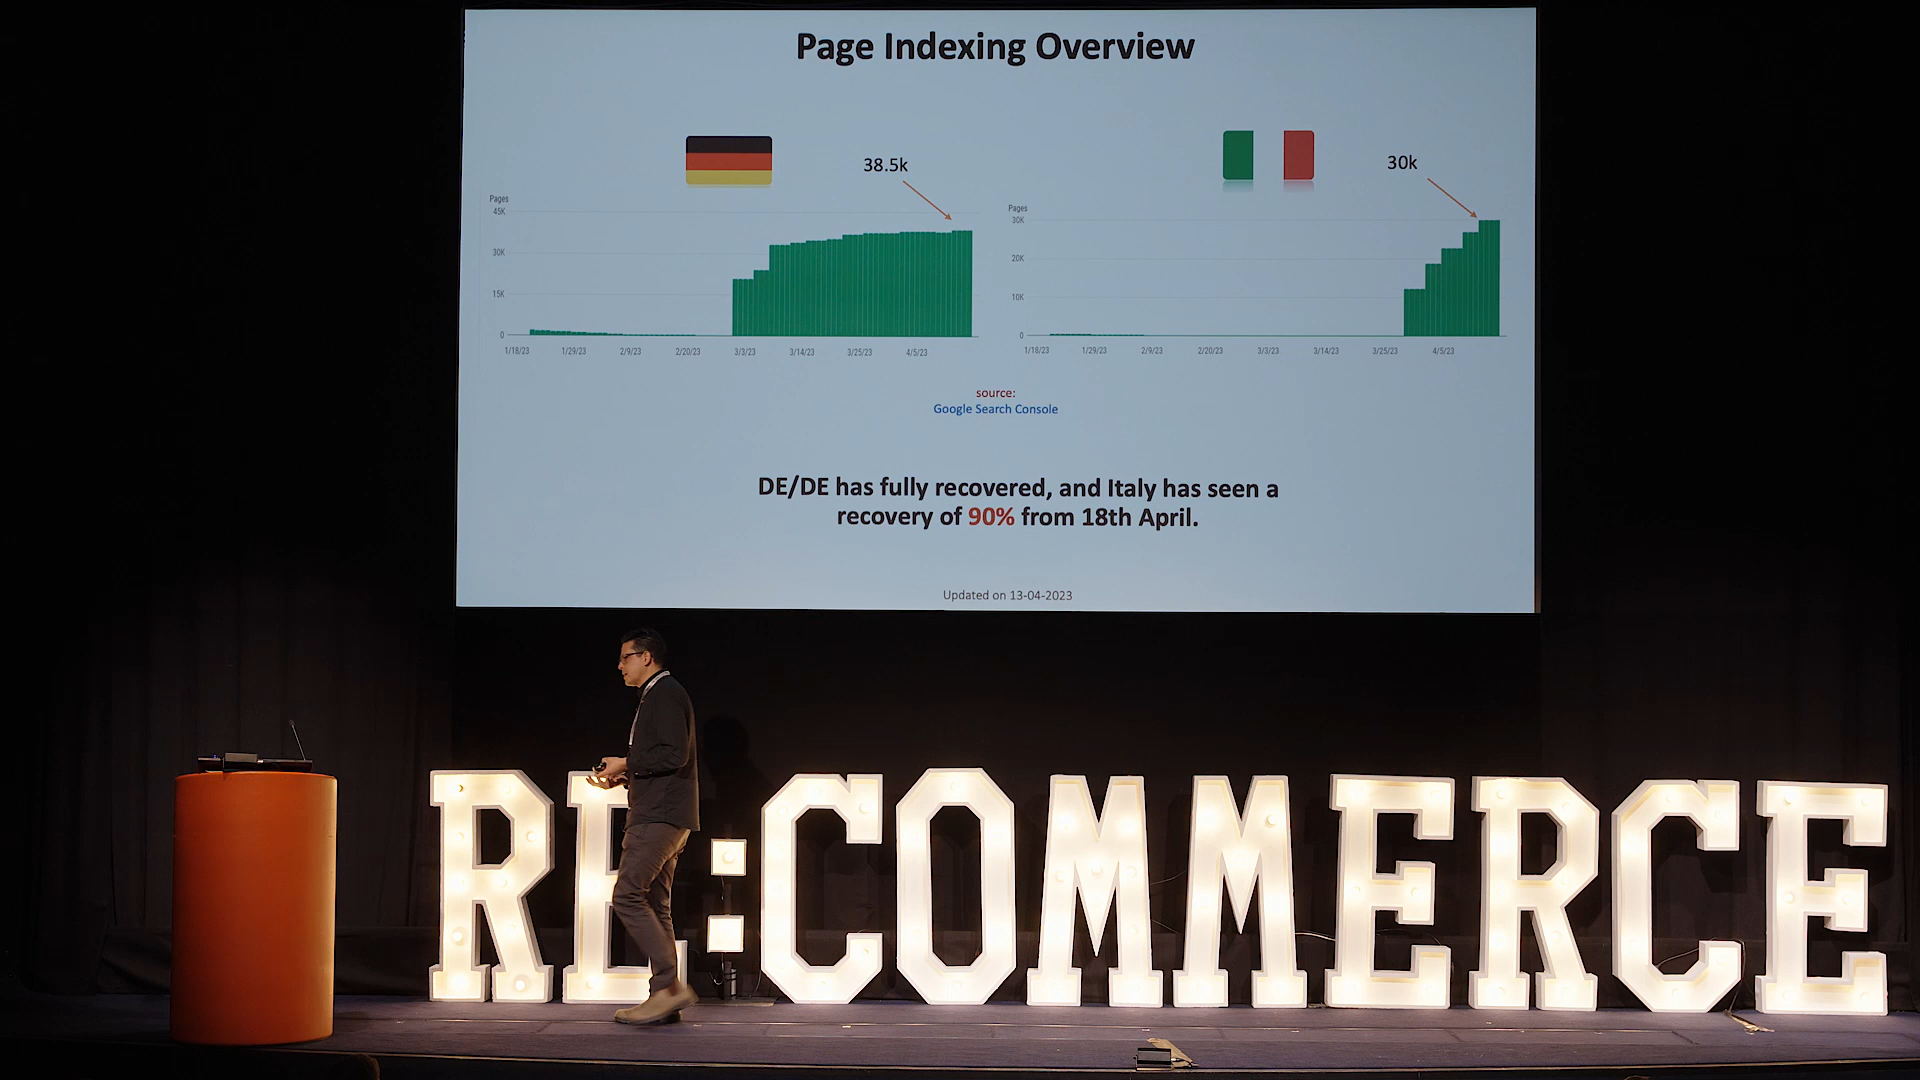 Page Indexing Overview
38.5k
30k
Pages
45K
30K
15K
0
1/18/23 1/29/23 2/9/23 2/20/23 3/3/23 3/14/23 3/25/23 4/5/23
Pages
30K
20K
10K
0
1/18/23 1/29/23 2/9/23 2/20/23 3/3/23 3/14/23 3/25/23 4/5/23
source:
Google Search Console
DE/DE has fully recovered, and Italy has seen a
recovery of 90% from 18th April.
Updated on 13-04-2023
RE:COMMERCE